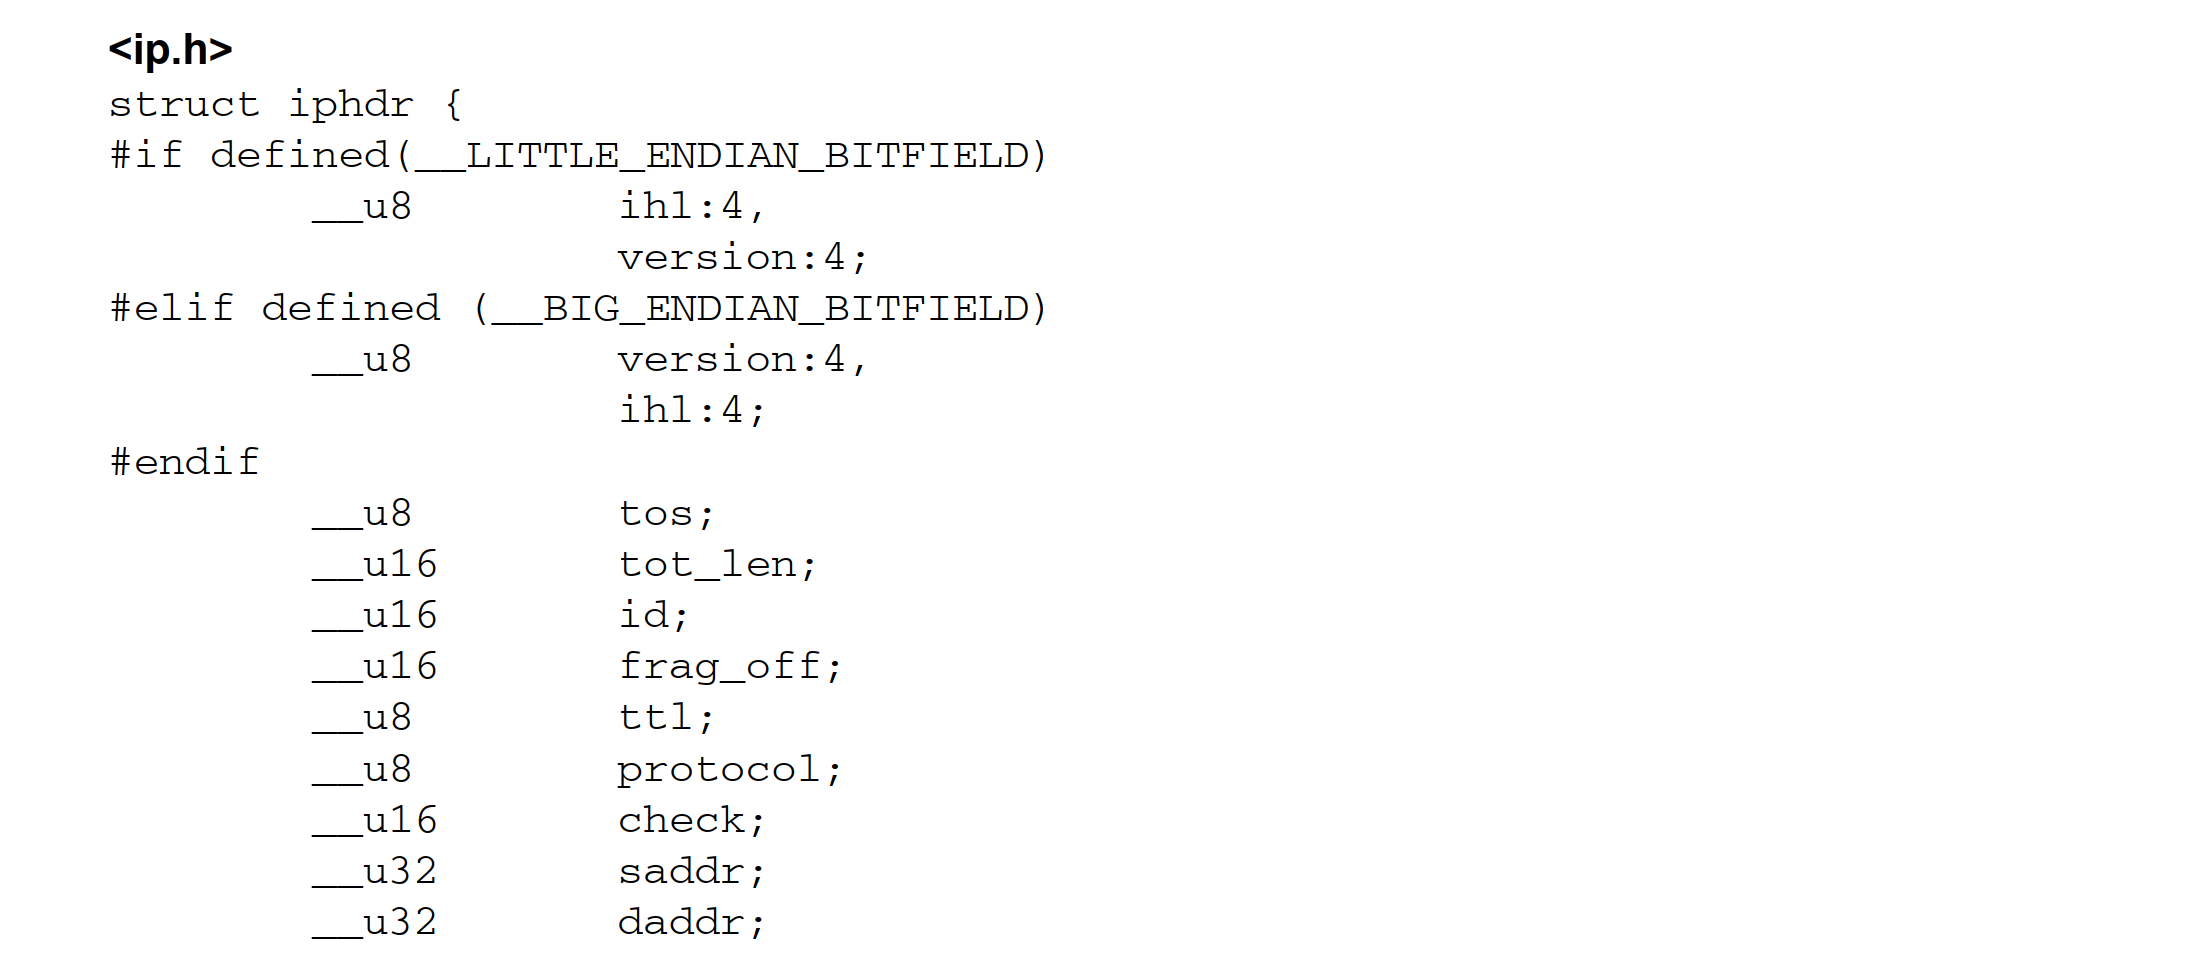 <ip.h>
struct iphdr {
#if defined(__LITTLE_ENDIAN_BITFIELD)
        __u8        ihl:4,
                    version:4;
#elif defined (__BIG_ENDIAN_BITFIELD)
        __u8        version:4,
                    ihl:4;
#endif
        __u8        tos;
        __u16       tot_len;
        __u16       id;
        __u16       frag_off;
        __u8        ttl;
        __u8        protocol;
        __u16       check;
        __u32       saddr;
        __u32       daddr;